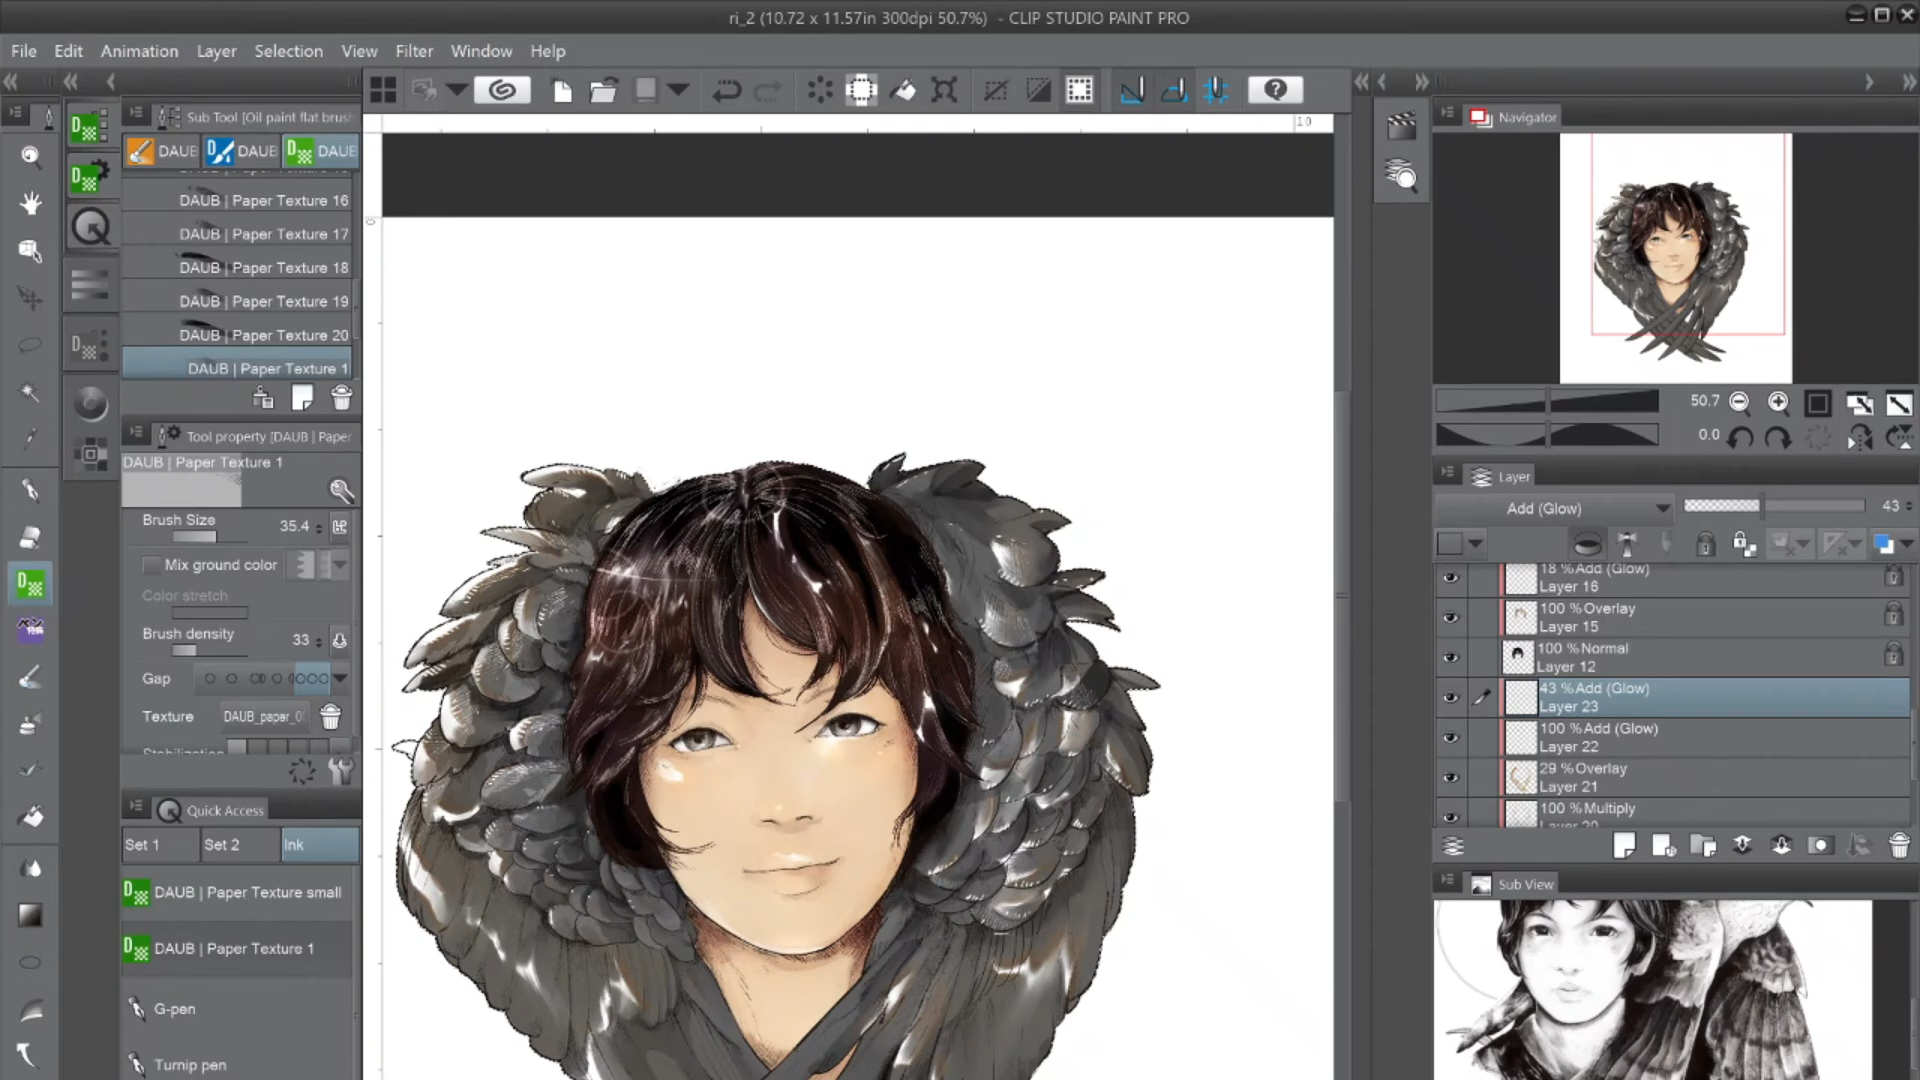 ri_2 (10.72 x 11.57in 300dpi 50.7%) - CLIP STUDIO PAINT PRO
File Edit Animation Layer Selection View Filter Window Help
Sub Tool [Oil paint flat brus
DAUB DAUB DAUB
DAUB | Paper Texture 16
DAUB | Paper Texture 17
DAUB | Paper Texture 18
DAUB | Paper Texture 19
DAUB | Paper Texture 20
DAUB | Paper Texture 1
Tool property [DAUB | Paper
DAUB | Paper Texture 1
Brush Size 35.4
Mix ground color
Color stretch
Brush density 33
Gap
Texture DAUB_paper_0
Stabilization
Quick Access
Set 1 Set 2 Ink
DAUB | Paper Texture small
DAUB | Paper Texture 1
G-pen
Turnip pen
10
0
Navigator
50.7
0.0
Layer
Add (Glow) 43
18 % Add (Glow)
Layer 16
100 % Overlay
Layer 15
100 % Normal
Layer 12
43 % Add (Glow)
Layer 23
100 % Add (Glow)
Layer 22
29 % Overlay
Layer 21
100 % Multiply
Layer 20
Sub View